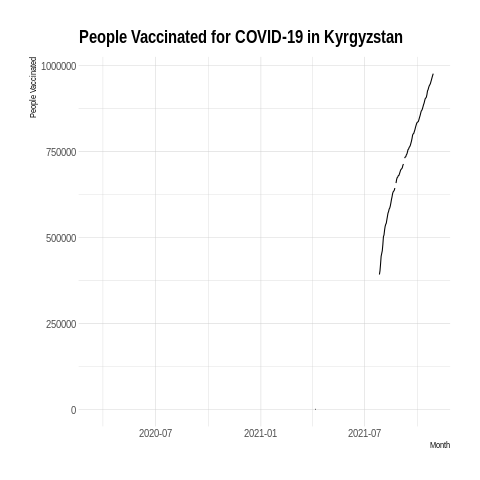 People Vaccinated for COVID-19 in Kyrgyzstan
People Vaccinated
1000000
750000
500000
250000
0
2020-07
2021-01
2021-07
Month